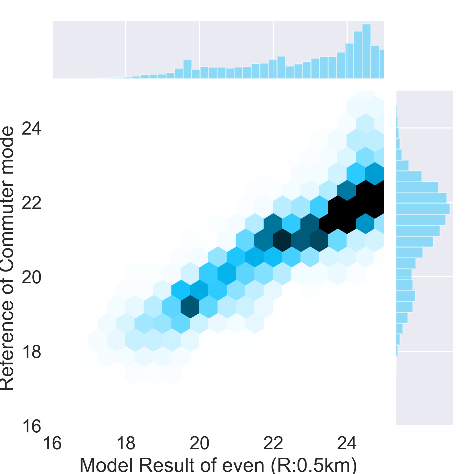 Reference of Commuter mode
24
22
20
18
16
16 18 20 22 24
Model Result of even (R:0.5km)